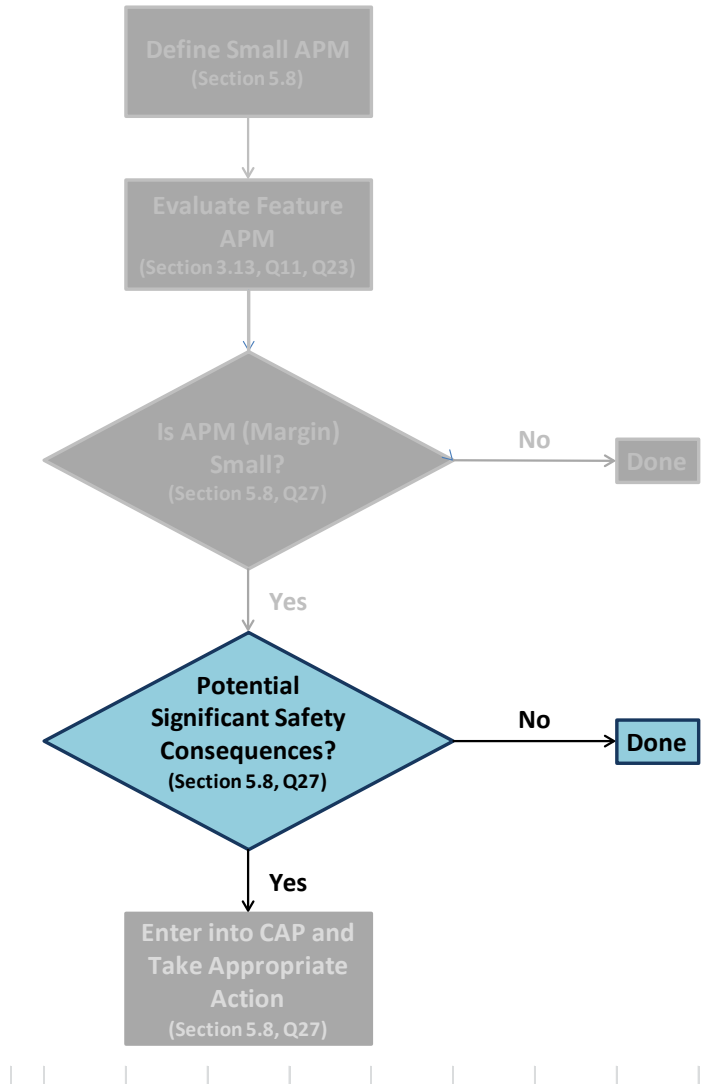 Define Small APM
(Section 5.8)
Evaluate Feature
APM
(Section 3.13, Q11, Q23)
Is APM (Margin)
Small?
(Section 5.8, Q27)
No
Done
Yes
Potential
Significant Safety
Consequences?
(Section 5.8, Q27)
No
Done
Yes
Enter into CAP and
Take Appropriate
Action
(Section 5.8, Q27)